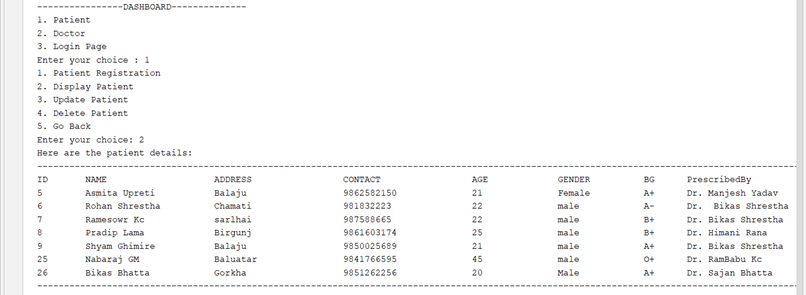 ----------------DASHBOARD--------------
1. Patient
2. Doctor
3. Login Page
Enter your choice : 1
1. Patient Registration
2. Display Patient
3. Update Patient
4. Delete Patient
5. Go Back
Enter your choice: 2
Here are the patient details:
--------------------------------------------------------------------------------------------------------------------------------------------
ID NAME ADDRESS CONTACT AGE GENDER BG PrescribedBy
5 Asmita Upreti Balaju 9862582150 21 Female A+ Dr. Manjesh Yadav
6 Rohan Shrestha Chamati 981832223 22 male A- Dr.  Bikas Shrestha
7 Ramesowr Kc sarlhai 987588665 22 male B+ Dr. Bikas Shrestha
8 Pradip Lama Birgunj 9861603174 25 male B+ Dr. Himani Rana
9 Shyam Ghimire Balaju 9850025689 21 male A+ Dr. Bikas Shrestha
25 Nabaraj GM Baluatar 9841766595 45 male O+ Dr. RamBabu Kc
26 Bikas Bhatta Gorkha 9851262256 20 Male A+ Dr. Sajan Bhatta
--------------------------------------------------------------------------------------------------------------------------------------------